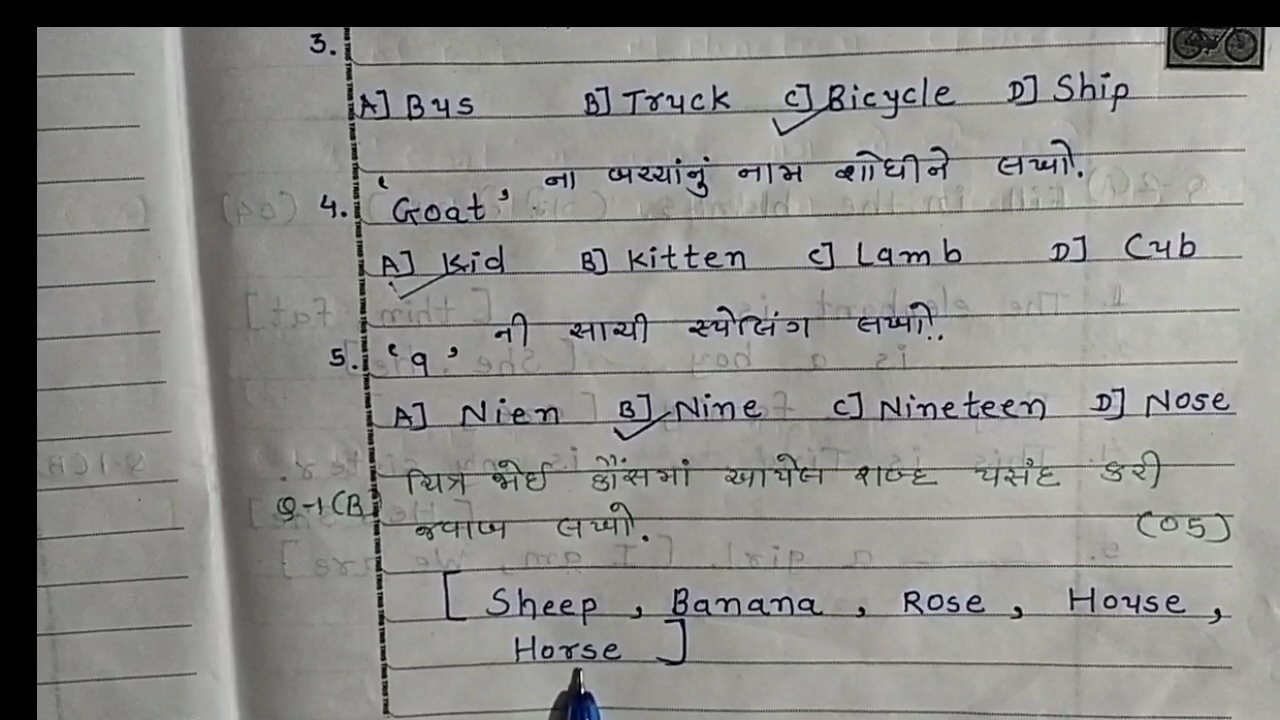 3.
A] Bus B] Truck C] Bicycle D] Ship
4. 'Goat' ના બચ્ચાંનું નામ શોધીને લખો.
A] Kid B] Kitten C] Lamb D] Cub
5. '9' ની સાચી સ્પેલિંગ લખો.
A] Nien B] Nine C] Nineteen D] Nose
Q-1(B) ચિત્ર જોઈ કૌંસમાં આપેલ શબ્દ પસંદ કરી
જવાબ લખો. (05)
[ Sheep, Banana, Rose, House,
Horse ]